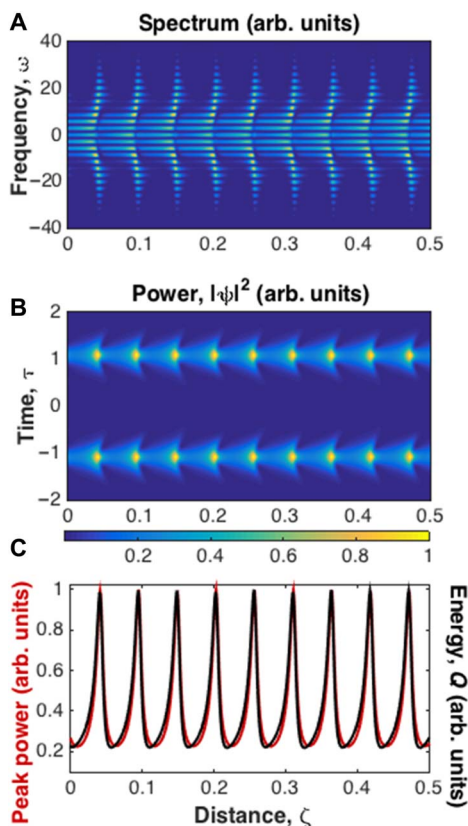 A
Spectrum (arb. units)
Frequency, ω
40
20
0
−20
−40
0 0.1 0.2 0.3 0.4 0.5
B
Power, |ψ|² (arb. units)
Time, τ
2
1
0
−1
−2
0 0.1 0.2 0.3 0.4 0.5
0.2 0.4 0.6 0.8 1
C
Peak power (arb. units)
1
0.8
0.6
0.4
0.2
Energy, Q (arb. units)
0 0.1 0.2 0.3 0.4 0.5
Distance, ζ